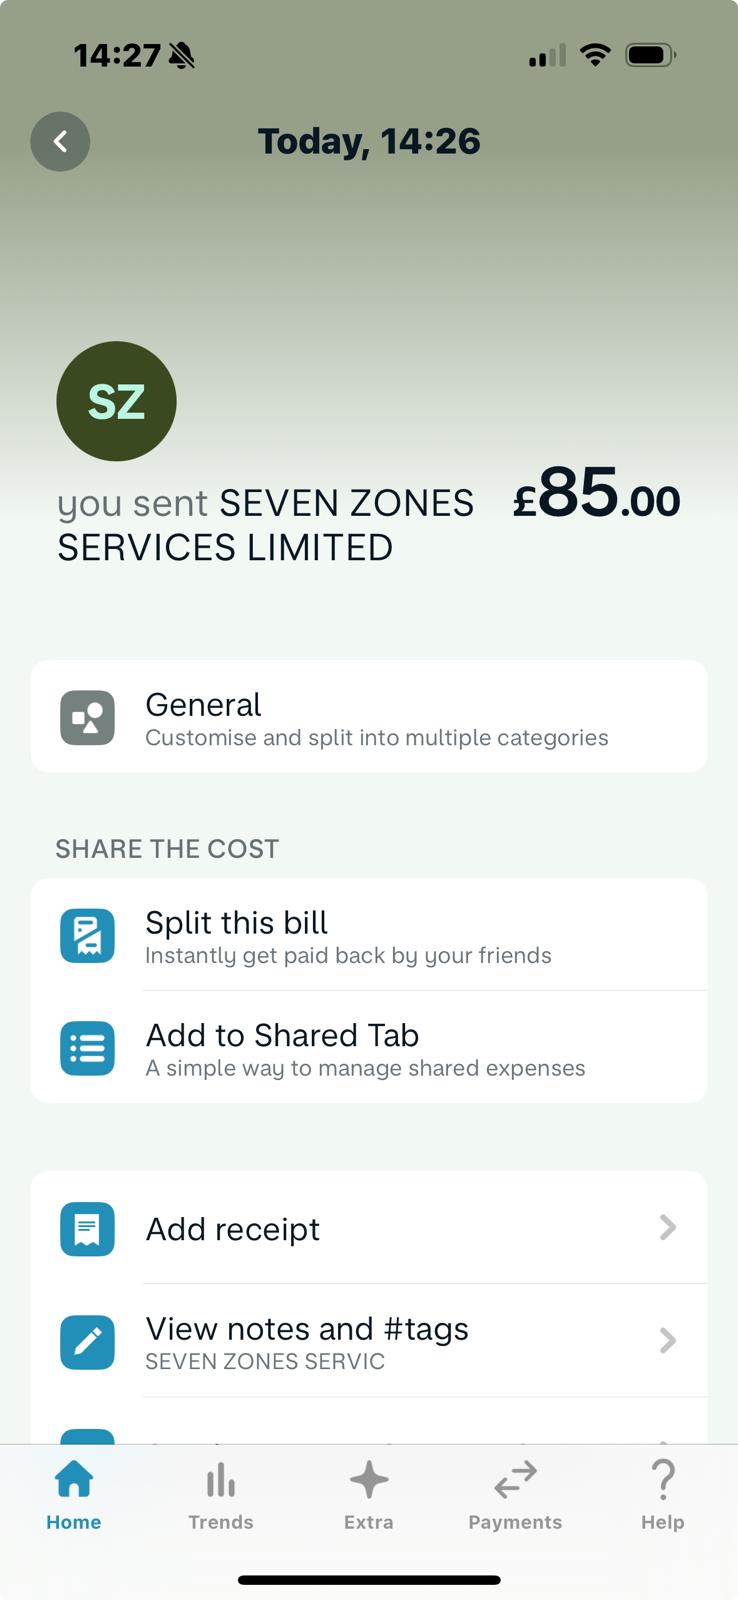 14:27
Today, 14:26
SZ
you sent SEVEN ZONES £85.00
SERVICES LIMITED
General
Customise and split into multiple categories
SHARE THE COST
Split this bill
Instantly get paid back by your friends
Add to Shared Tab
A simple way to manage shared expenses
Add receipt
View notes and #tags
SEVEN ZONES SERVIC
Home Trends Extra Payments Help